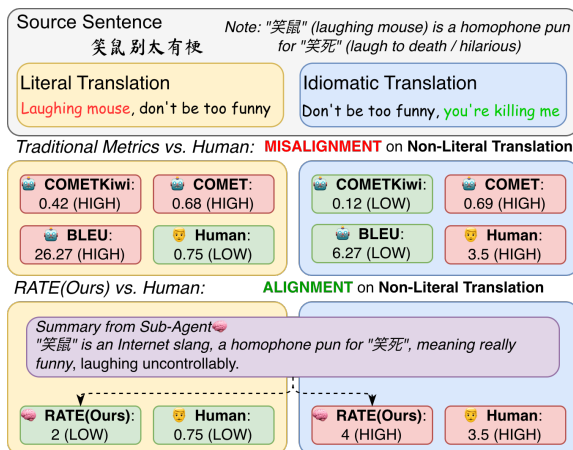 Source Sentence
Note: "笑鼠" (laughing mouse) is a homophone pun
for "笑死" (laugh to death / hilarious)
笑鼠别太有梗
Literal Translation
Laughing mouse, don't be too funny
Idiomatic Translation
Don't be too funny, you're killing me
Traditional Metrics vs. Human: MISALIGNMENT on Non-Literal Translation
COMETKiwi:
0.42 (HIGH)
COMET:
0.68 (HIGH)
BLEU:
26.27 (HIGH)
Human:
0.75 (LOW)
COMETKiwi:
0.12 (LOW)
COMET:
0.69 (HIGH)
BLEU:
6.27 (LOW)
Human:
3.5 (HIGH)
RATE(Ours) vs. Human: ALIGNMENT on Non-Literal Translation
Summary from Sub-Agent
"笑鼠" is an Internet slang, a homophone pun for "笑死", meaning really
funny, laughing uncontrollably.
RATE(Ours):
2 (LOW)
Human:
0.75 (LOW)
RATE(Ours):
4 (HIGH)
Human:
3.5 (HIGH)